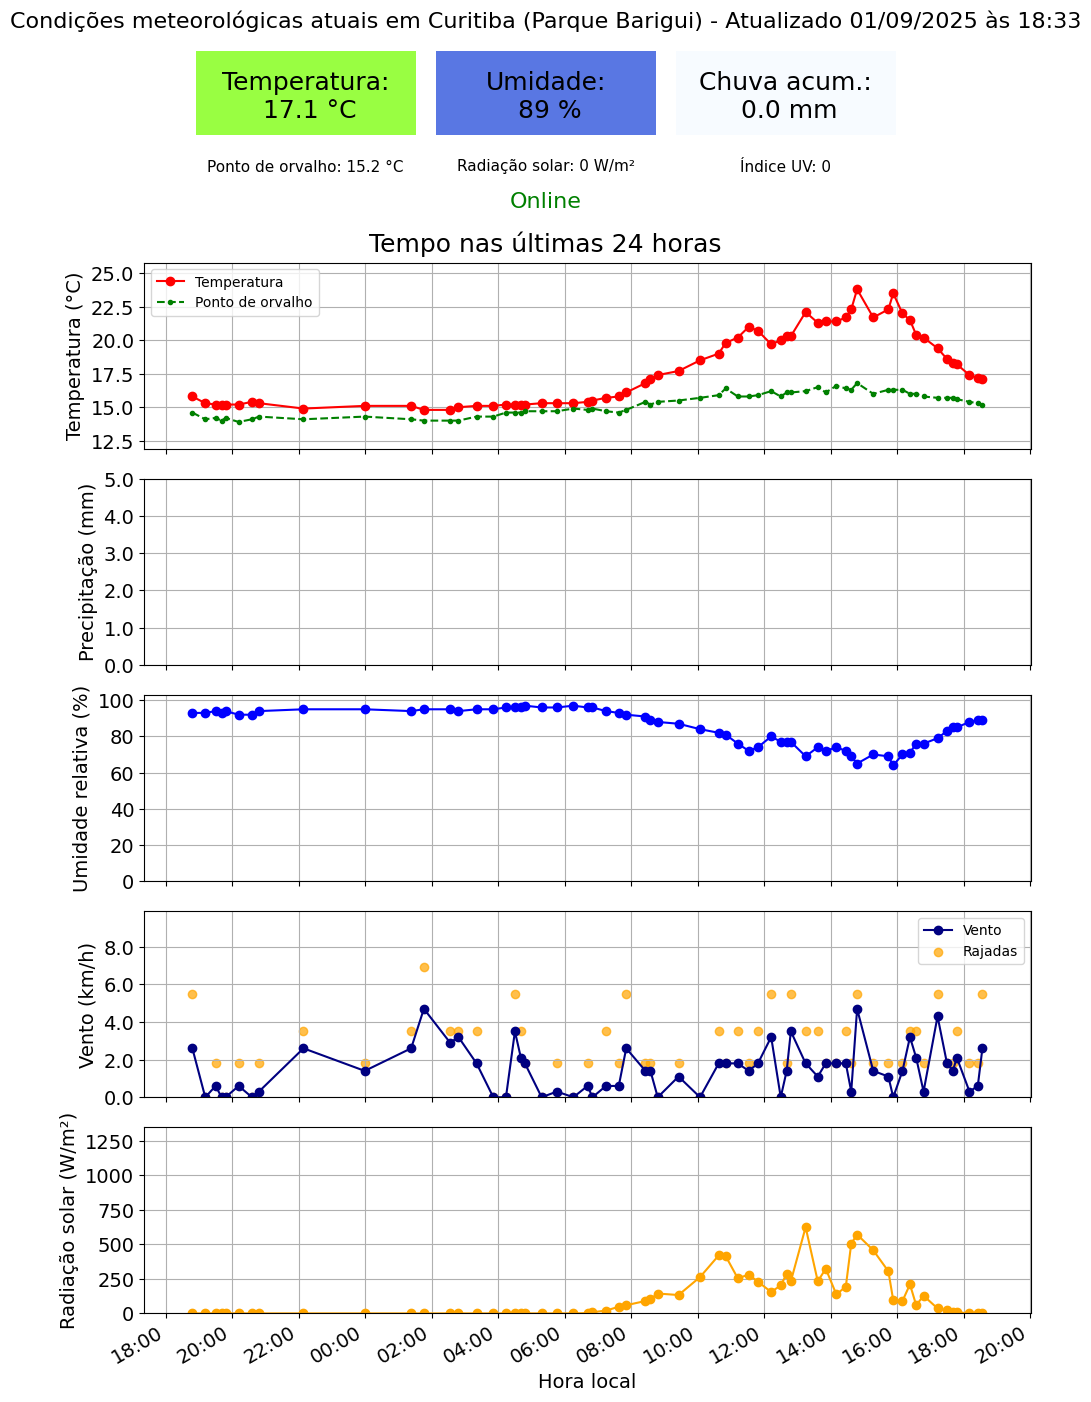 Condições meteorológicas atuais em Curitiba (Parque Barigui) - Atualizado 01/09/2025 às 18:33
Temperatura:
17.1 °C
Umidade:
89 %
Chuva acum.:
0.0 mm
Ponto de orvalho: 15.2 °C
Radiação solar: 0 W/m²
Índice UV: 0
Online
Tempo nas últimas 24 horas
Temperatura (°C)
25.0
22.5
20.0
17.5
15.0
12.5
Temperatura
Ponto de orvalho
Precipitação (mm)
5.0
4.0
3.0
2.0
1.0
0.0
Umidade relativa (%)
100
80
60
40
20
0
Vento (km/h)
8.0
6.0
4.0
2.0
0.0
Vento
Rajadas
Radiação solar (W/m²)
1250
1000
750
500
250
0
18:00
20:00
22:00
00:00
02:00
04:00
06:00
08:00
10:00
12:00
14:00
16:00
18:00
20:00
Hora local